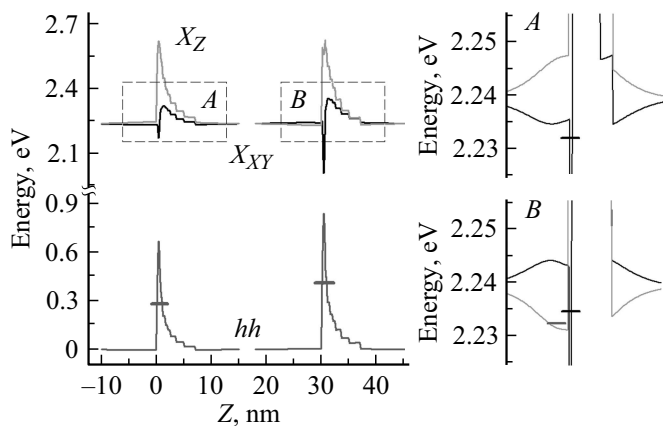 2.7
2.4
2.1
0.9
0.6
0.3
0
Energy, eV
X_Z
A
B
X_XY
hh
−10
0
10
20
30
40
Z, nm
2.25
2.24
2.23
Energy, eV
A
2.25
2.24
2.23
Energy, eV
B